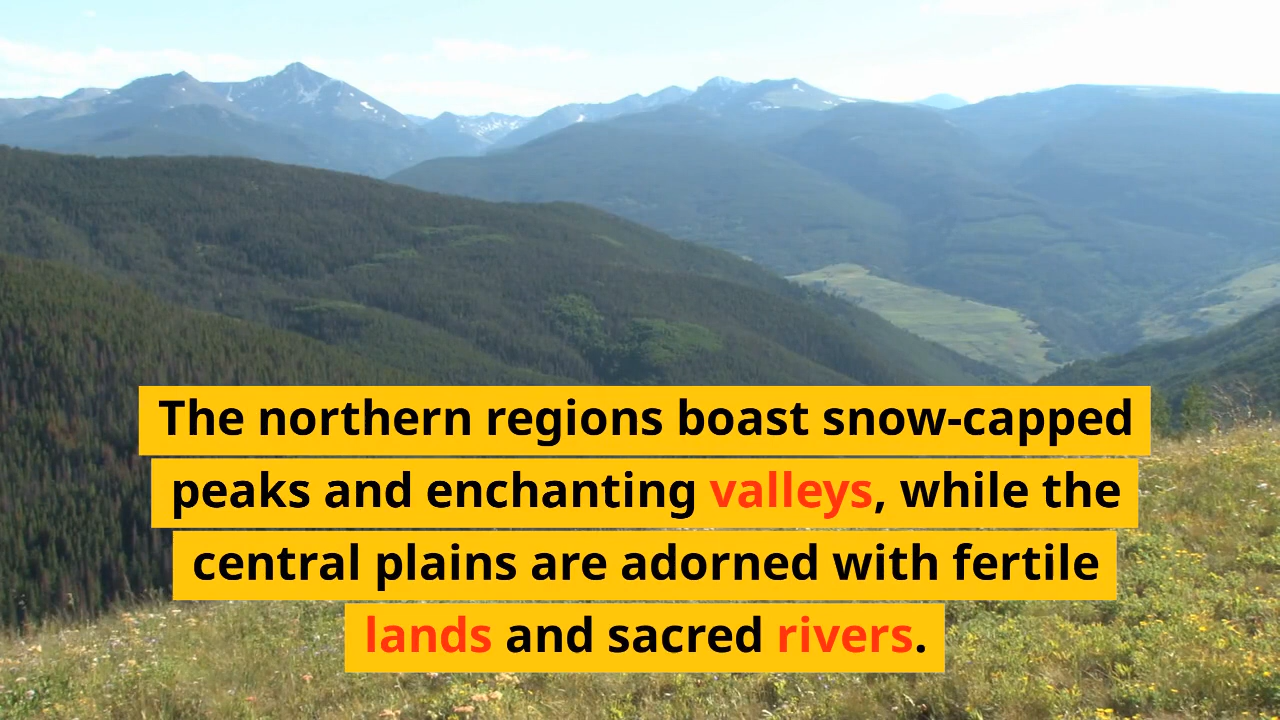 The northern regions boast snow-capped
peaks and enchanting valleys, while the
central plains are adorned with fertile
lands and sacred rivers.